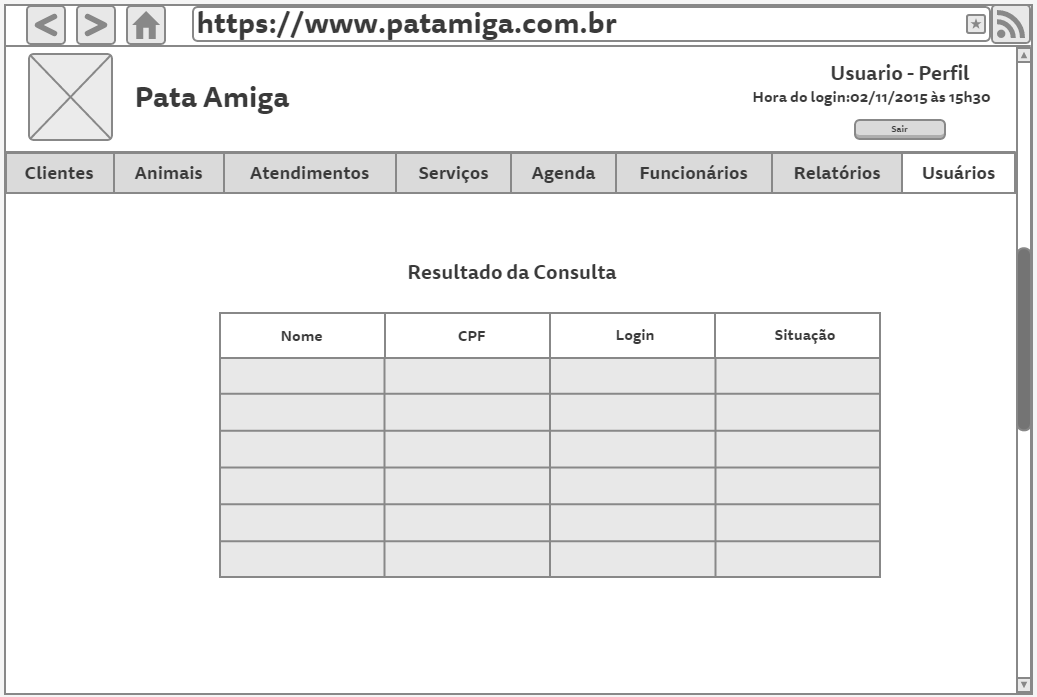 https://www.patamiga.com.br
Usuario - Perfil
Pata Amiga
Hora do login:02/11/2015 às 15h30
Sair
Clientes Animais Atendimentos Serviços Agenda Funcionários Relatórios Usuários
Resultado da Consulta
Nome CPF Login Situação